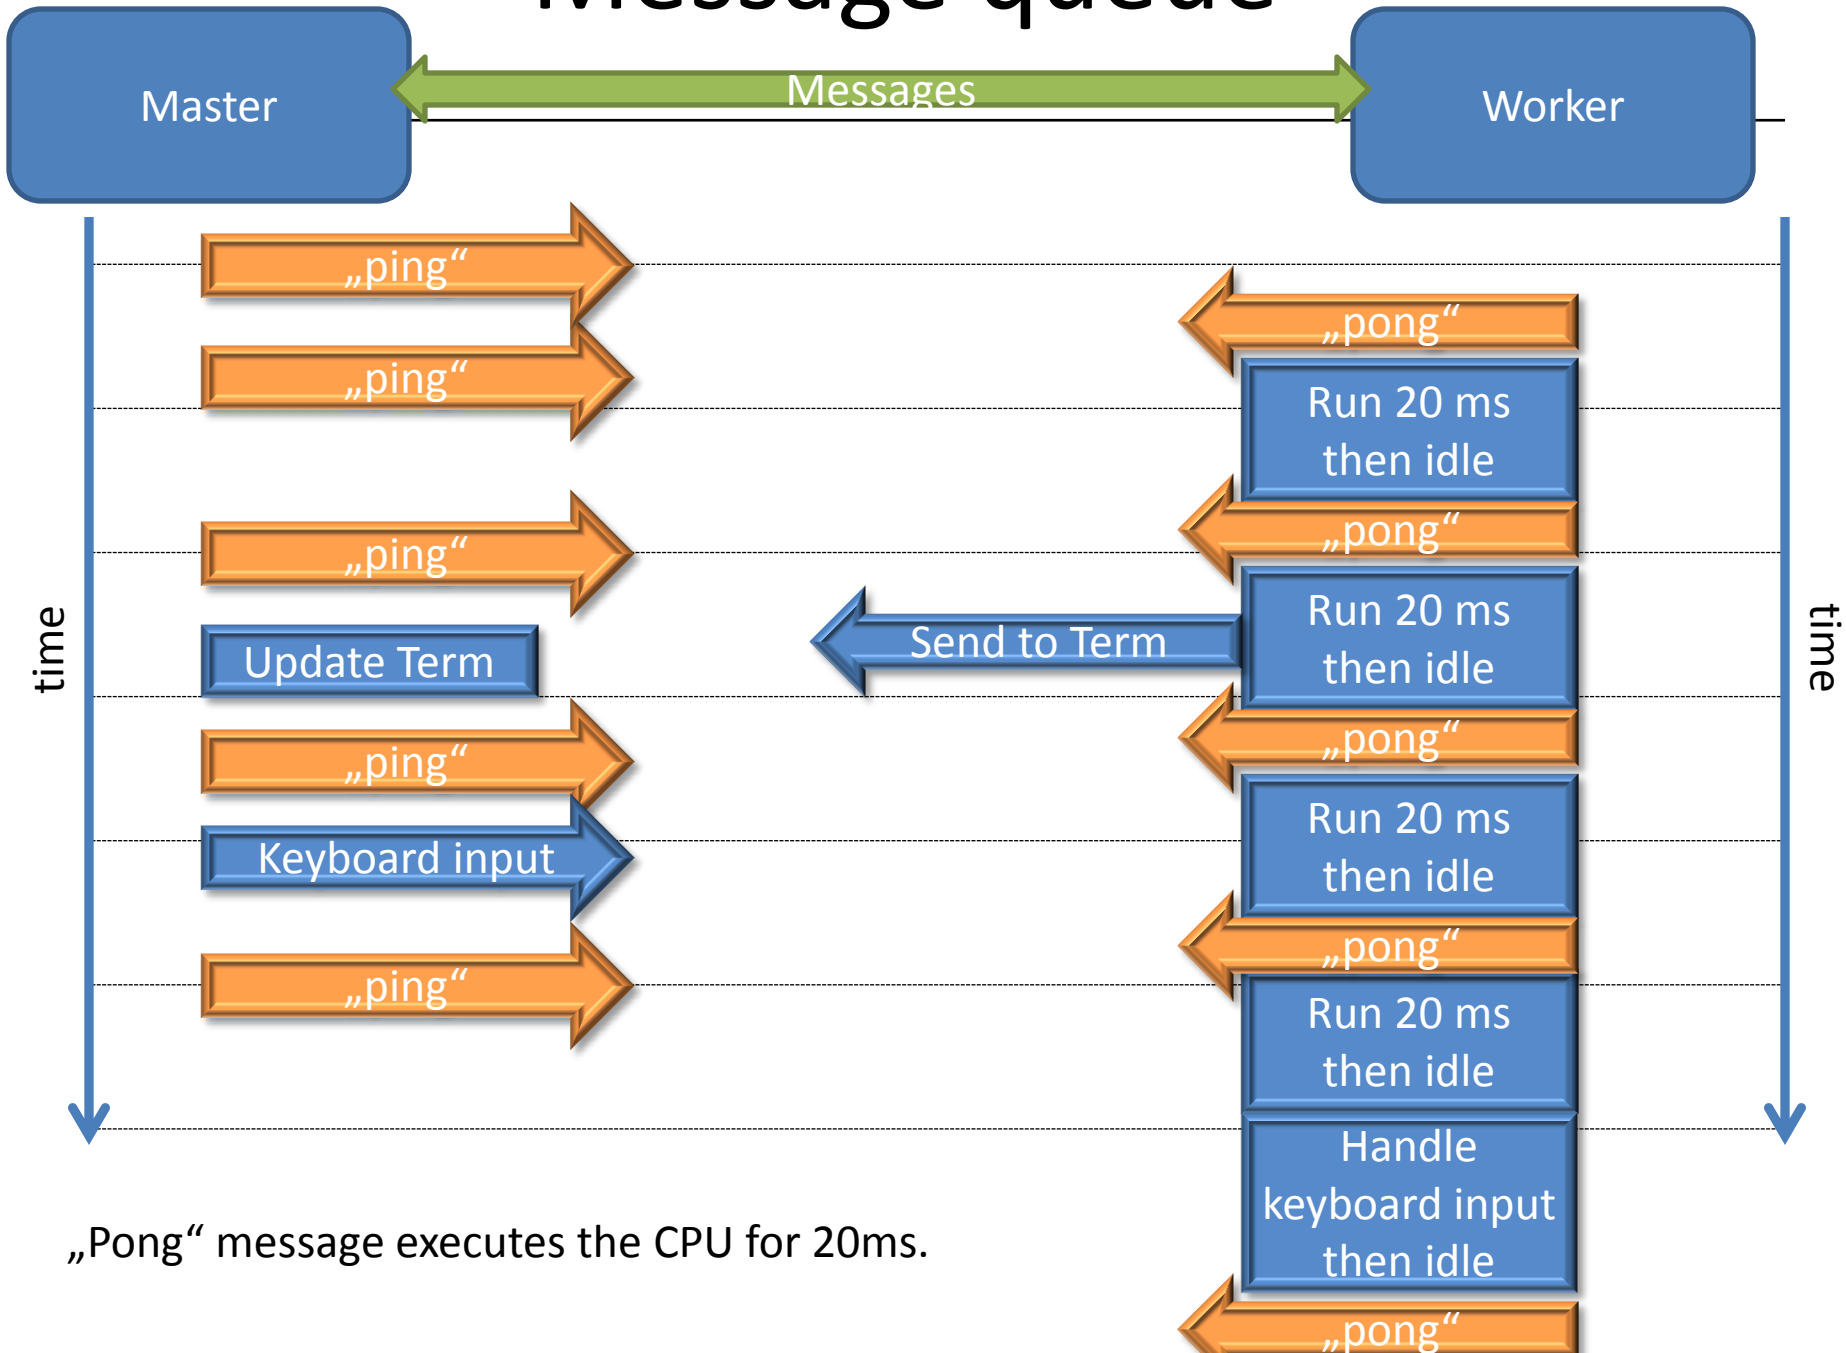 Message queue
Master
Messages
Worker
„ping“
„pong“
„ping“
Run 20 ms
then idle
„pong“
„ping“
Run 20 ms
then idle
Send to Term
Update Term
time
time
„pong“
„ping“
Run 20 ms
then idle
Keyboard input
„pong“
„ping“
Run 20 ms
then idle
Handle
keyboard input
then idle
„Pong“ message executes the CPU for 20ms.
„pong“